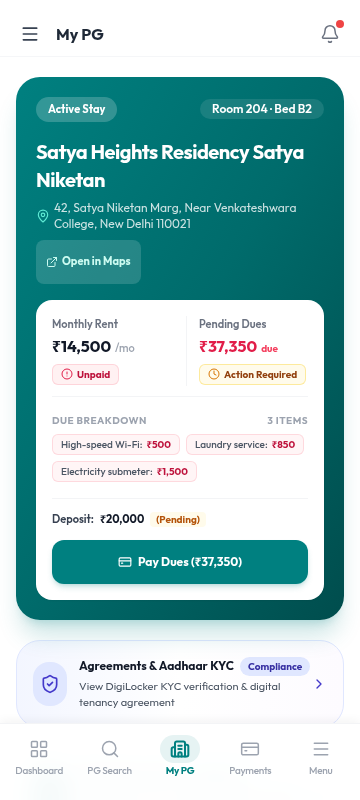 My PG
Active Stay
Room 204 · Bed B2
Satya Heights Residency Satya
Niketan
42, Satya Niketan Marg, Near Venkateshwara
College, New Delhi 110021
Open in Maps
Monthly Rent
₹14,500 /mo
Unpaid
Pending Dues
₹37,350 due
Action Required
DUE BREAKDOWN
3 ITEMS
High-speed Wi-Fi: ₹500
Laundry service: ₹850
Electricity submeter: ₹1,500
Deposit: ₹20,000 (Pending)
Pay Dues (₹37,350)
Agreements & Aadhaar KYC
Compliance
View DigiLocker KYC verification & digital
tenancy agreement
Dashboard
PG Search
My PG
Payments
Menu